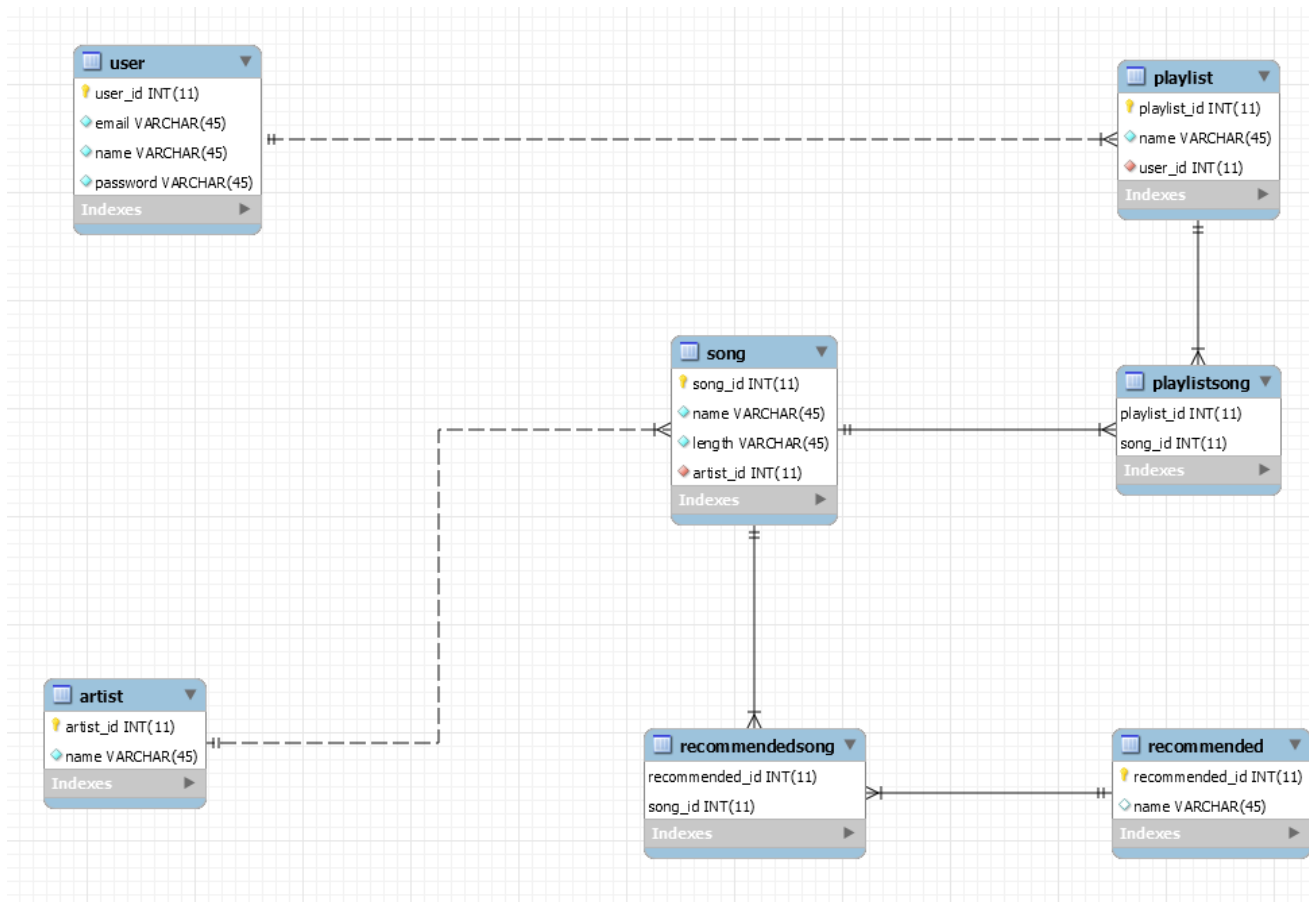 user
user_id INT(11)
email VARCHAR(45)
name VARCHAR(45)
password VARCHAR(45)
Indexes
playlist
playlist_id INT(11)
name VARCHAR(45)
user_id INT(11)
Indexes
song
song_id INT(11)
name VARCHAR(45)
length VARCHAR(45)
artist_id INT(11)
Indexes
playlistsong
playlist_id INT(11)
song_id INT(11)
Indexes
artist
artist_id INT(11)
name VARCHAR(45)
Indexes
recommendedsong
recommended_id INT(11)
song_id INT(11)
Indexes
recommended
recommended_id INT(11)
name VARCHAR(45)
Indexes